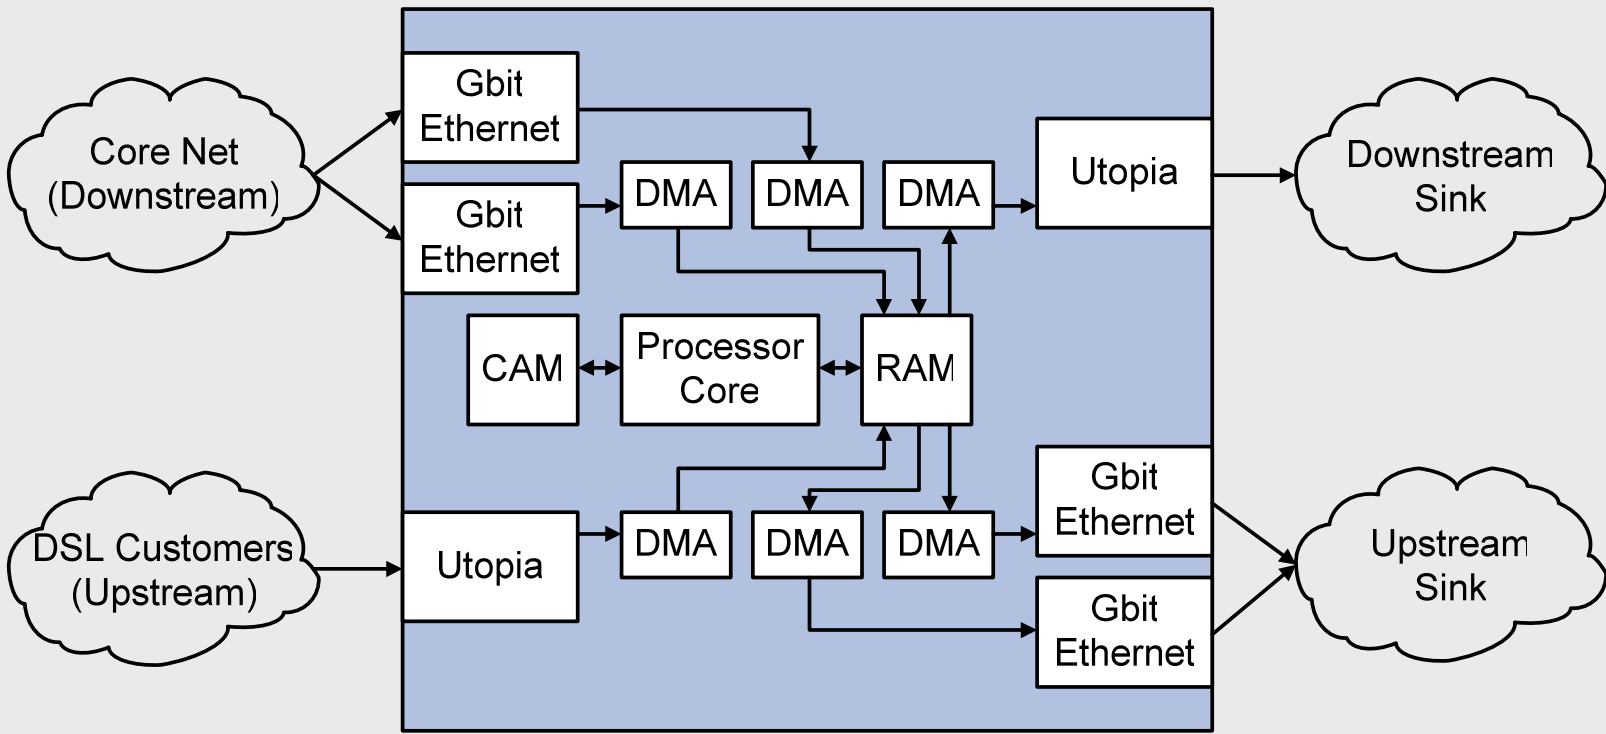 Core Net
(Downstream)
Gbit
Ethernet
Gbit
Ethernet
DMA
DMA
DMA
Utopia
Downstream
Sink
CAM
Processor
Core
RAM
DSL Customers
(Upstream)
Utopia
DMA
DMA
DMA
Gbit
Ethernet
Gbit
Ethernet
Upstream
Sink